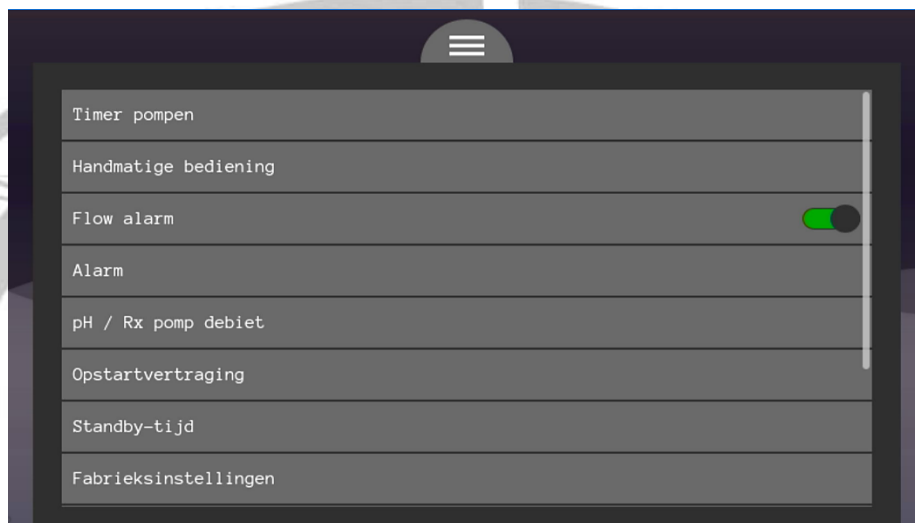 Timer pompen
Handmatige bediening
Flow alarm
Alarm
pH / Rx pomp debiet
Opstartvertraging
Standby-tijd
Fabrieksinstellingen